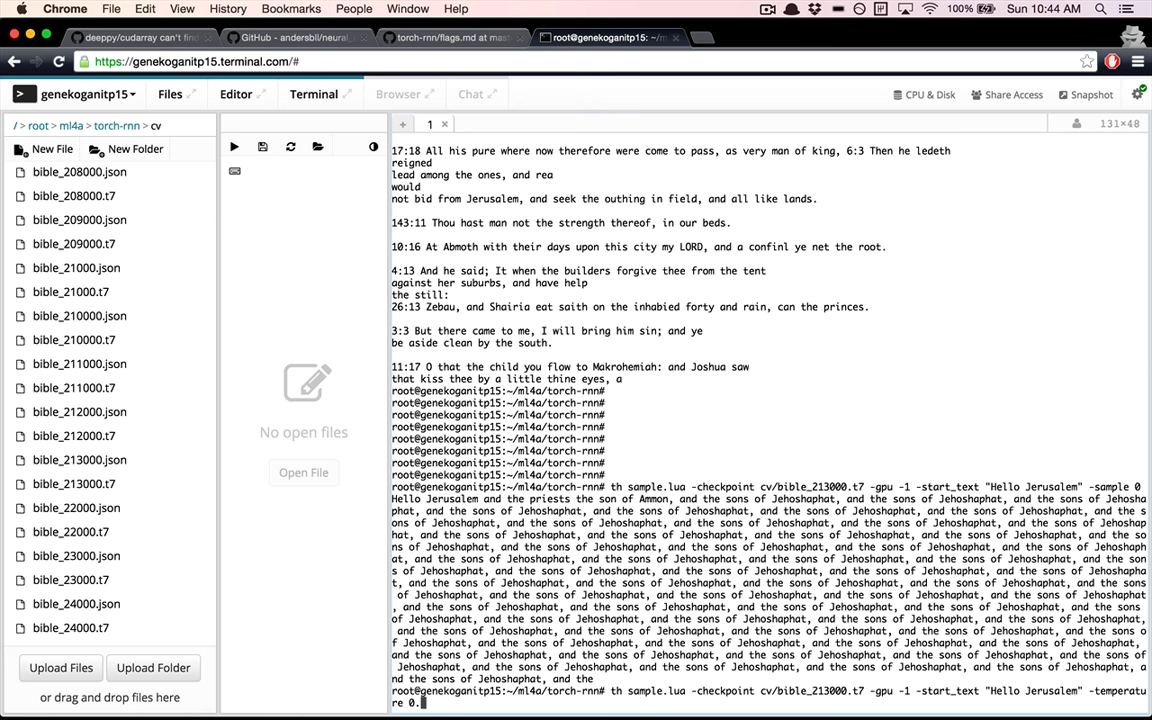 Chrome File Edit View History Bookmarks People Window Help 100% Sun 10:44 AM
deeppy/cudarray can't fin GitHub - andersbll/neural_ torch-rnn/flags.md at mas root@genekoganitp15: ~/m
https://genekoganitp15.terminal.com/#
genekoganitp15 Files Editor Terminal Browser Chat CPU & Disk Share Access Snapshot
/ > root > ml4a > torch-rnn > cv
+ 1 × 131×48
New File New Folder
bible_208000.json
bible_208000.t7
bible_209000.json
bible_209000.t7
bible_21000.json
bible_21000.t7
bible_210000.json
bible_210000.t7
bible_211000.json
bible_211000.t7
bible_212000.json
bible_212000.t7
bible_213000.json
bible_213000.t7
bible_22000.json
bible_22000.t7
bible_23000.json
bible_23000.t7
bible_24000.json
bible_24000.t7
Upload Files Upload Folder
or drag and drop files here
No open files
Open File
17:18 All his pure where now therefore were come to pass, as very man of king, 6:3 Then he ledeth
reigned
lead among the ones, and rea
would
not bid from Jerusalem, and seek the outhing in field, and all like lands.
143:11 Thou hast man not the strength thereof, in our beds.
10:16 At Abmoth with their days upon this city my LORD, and a confinl ye net the root.
4:13 And he said; It when the builders forgive thee from the tent
against her suburbs, and have help
the still:
26:13 Zebau, and Shairia eat saith on the inhabied forty and rain, can the princes.
3:3 But there came to me, I will bring him sin; and ye
be aside clean by the south.
11:17 O that the child you flow to Makrohemiah: and Joshua saw
that kiss thee by a little thine eyes, a
root@genekoganitp15:~/ml4a/torch-rnn#
root@genekoganitp15:~/ml4a/torch-rnn#
root@genekoganitp15:~/ml4a/torch-rnn#
root@genekoganitp15:~/ml4a/torch-rnn#
root@genekoganitp15:~/ml4a/torch-rnn#
root@genekoganitp15:~/ml4a/torch-rnn#
root@genekoganitp15:~/ml4a/torch-rnn#
root@genekoganitp15:~/ml4a/torch-rnn#
root@genekoganitp15:~/ml4a/torch-rnn# th sample.lua -checkpoint cv/bible_213000.t7 -gpu -1 -start_text "Hello Jerusalem" -sample 0
Hello Jerusalem and the priests the son of Ammon, and the sons of Jehoshaphat, and the sons of Jehoshaphat, and the sons of Jehosha
phat, and the sons of Jehoshaphat, and the sons of Jehoshaphat, and the sons of Jehoshaphat, and the sons of Jehoshaphat, and the s
ons of Jehoshaphat, and the sons of Jehoshaphat, and the sons of Jehoshaphat, and the sons of Jehoshaphat, and the sons of Jehoshap
hat, and the sons of Jehoshaphat, and the sons of Jehoshaphat, and the sons of Jehoshaphat, and the sons of Jehoshaphat, and the so
ns of Jehoshaphat, and the sons of Jehoshaphat, and the sons of Jehoshaphat, and the sons of Jehoshaphat, and the sons of Jehoshaph
at, and the sons of Jehoshaphat, and the sons of Jehoshaphat, and the sons of Jehoshaphat, and the sons of Jehoshaphat, and the son
s of Jehoshaphat, and the sons of Jehoshaphat, and the sons of Jehoshaphat, and the sons of Jehoshaphat, and the sons of Jehoshapha
t, and the sons of Jehoshaphat, and the sons of Jehoshaphat, and the sons of Jehoshaphat, and the sons of Jehoshaphat, and the sons
 of Jehoshaphat, and the sons of Jehoshaphat, and the sons of Jehoshaphat, and the sons of Jehoshaphat, and the sons of Jehoshaphat
, and the sons of Jehoshaphat, and the sons of Jehoshaphat, and the sons of Jehoshaphat, and the sons of Jehoshaphat, and the sons 
of Jehoshaphat, and the sons of Jehoshaphat, and the sons of Jehoshaphat, and the sons of Jehoshaphat, and the sons of Jehoshaphat,
 and the sons of Jehoshaphat, and the sons of Jehoshaphat, and the sons of Jehoshaphat, and the sons of Jehoshaphat, and the sons o
f Jehoshaphat, and the sons of Jehoshaphat, and the sons of Jehoshaphat, and the sons of Jehoshaphat, and the sons of Jehoshaphat, 
and the sons of Jehoshaphat, and the sons of Jehoshaphat, and the sons of Jehoshaphat, and the sons of Jehoshaphat, and the sons of
 Jehoshaphat, and the sons of Jehoshaphat, and the sons of Jehoshaphat, and the sons of Jehoshaphat, and the sons of Jehoshaphat, a
nd the sons of Jehoshaphat, and the
root@genekoganitp15:~/ml4a/torch-rnn# th sample.lua -checkpoint cv/bible_213000.t7 -gpu -1 -start_text "Hello Jerusalem" -temperatu
re 0.